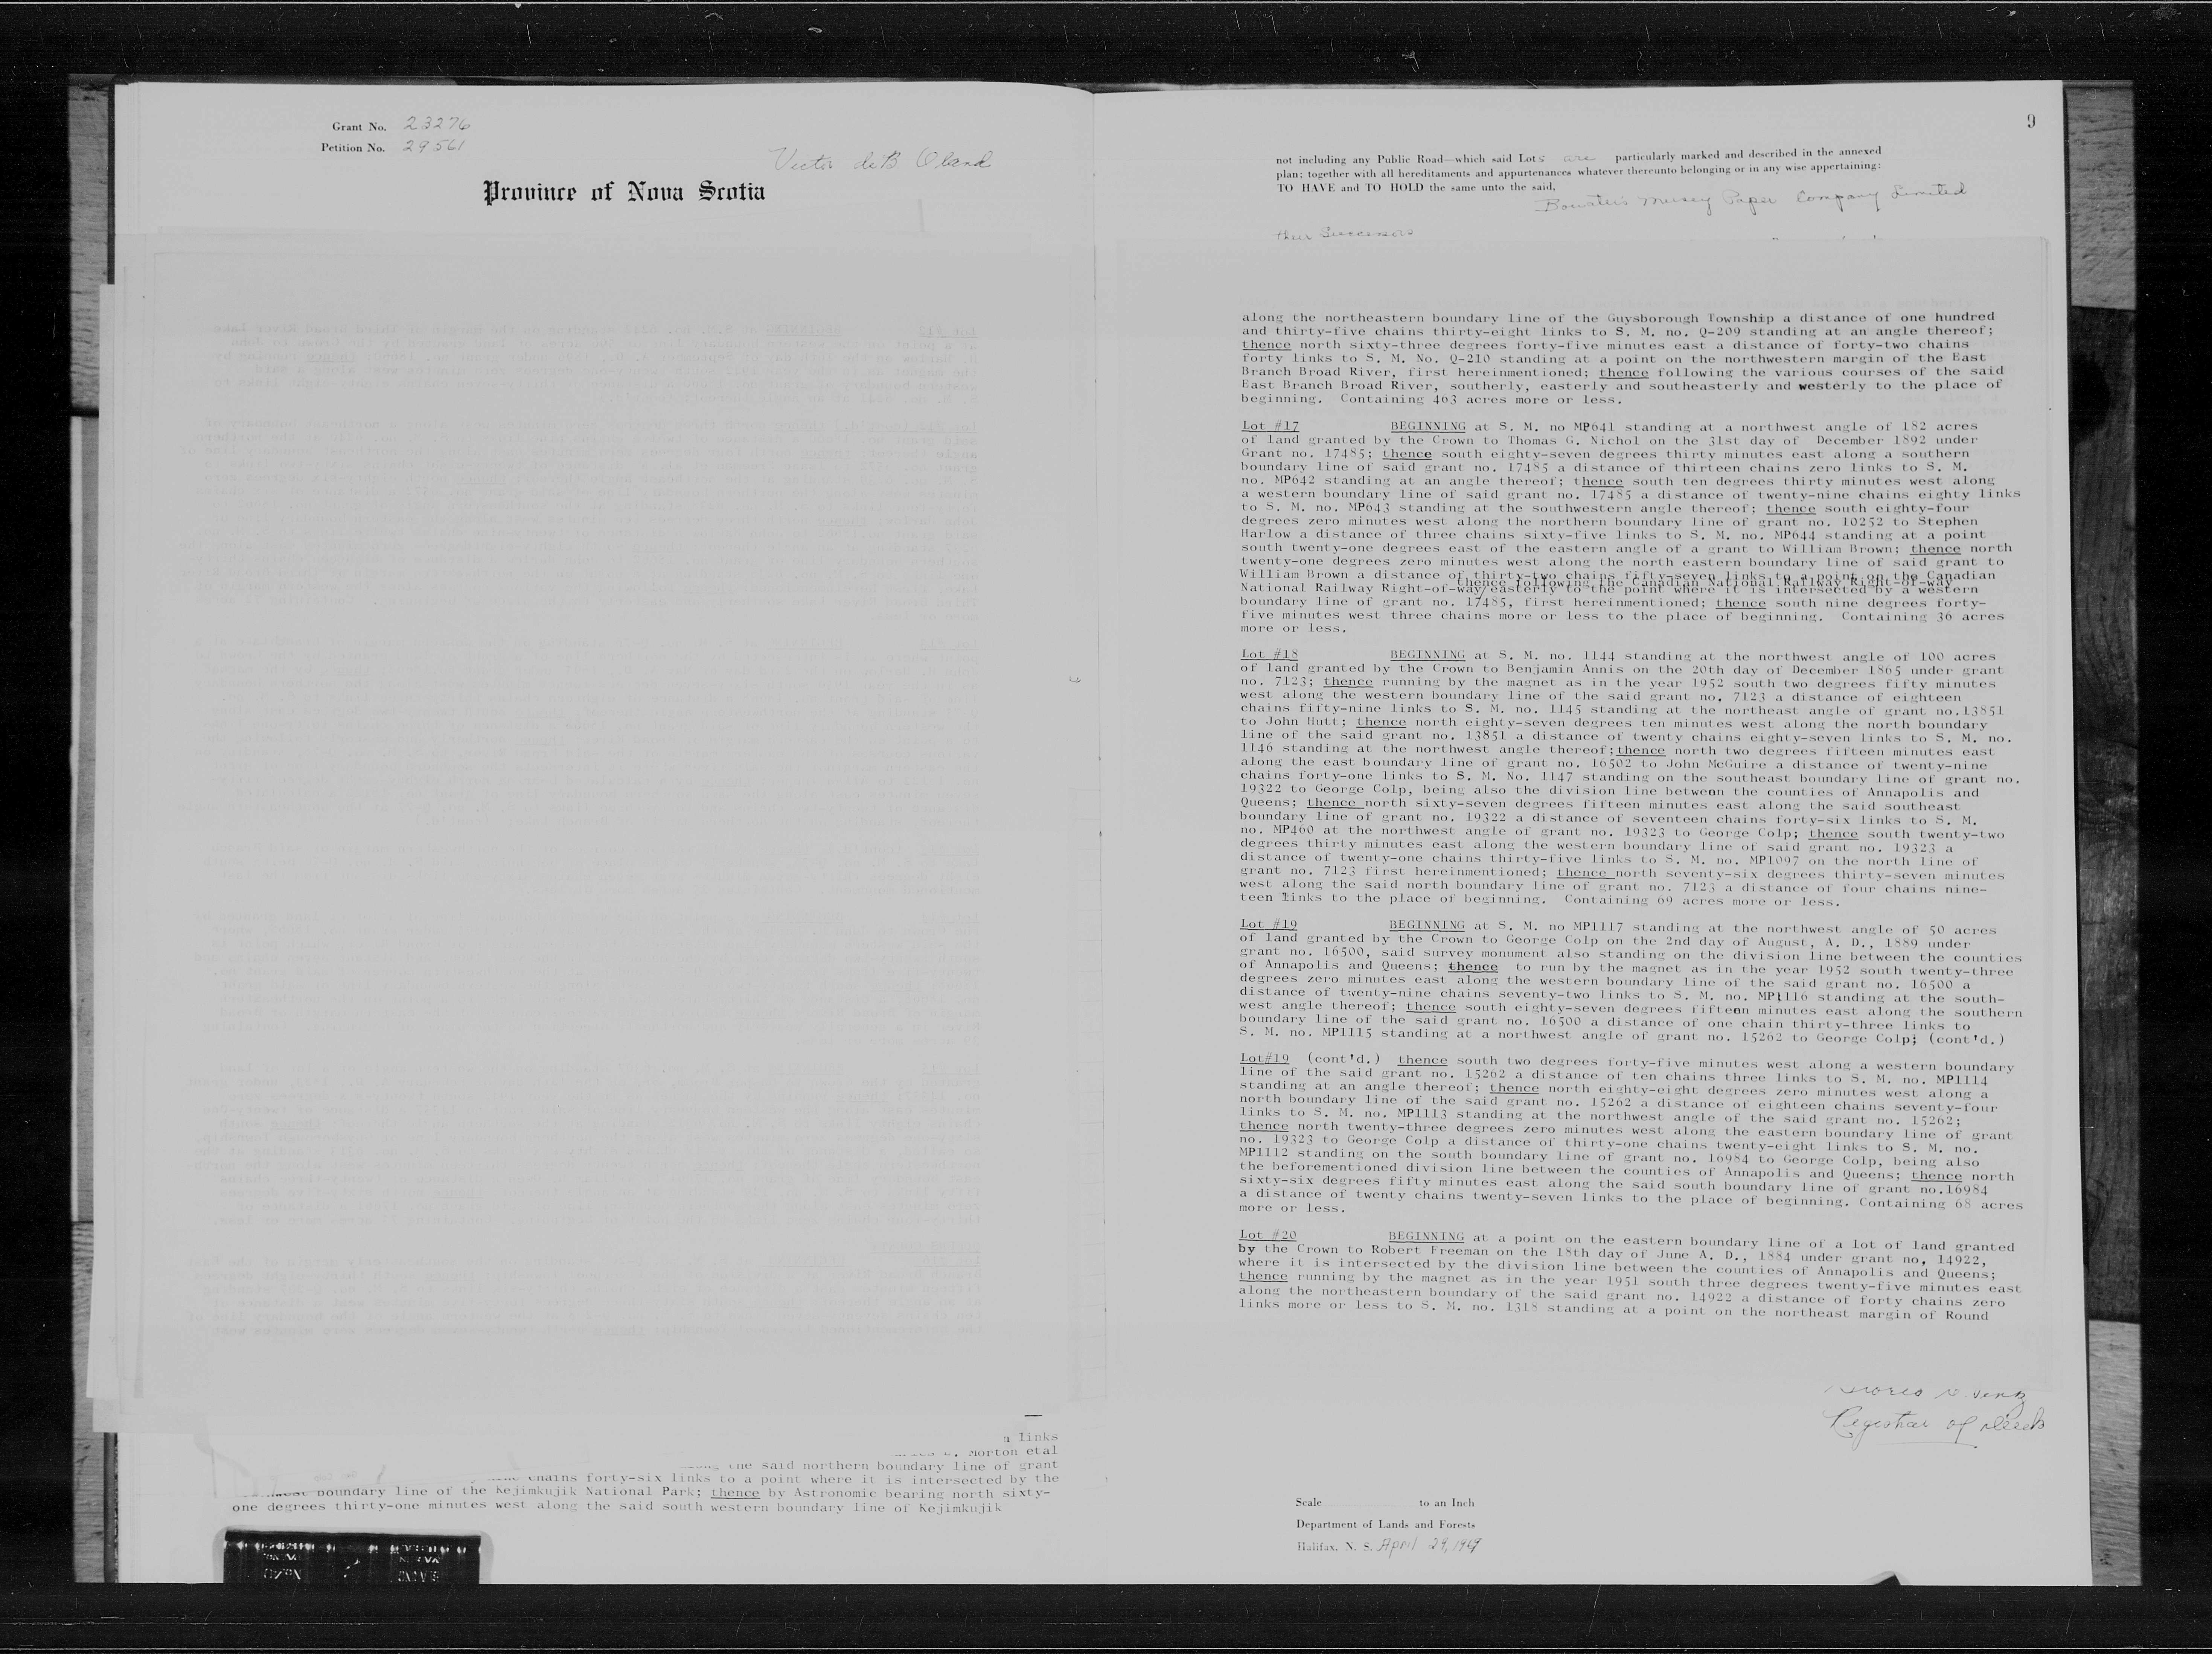 Grant No. 23276
Petition No. 29561
Victor deB Oland
Province of Nova Scotia
a links
Morton etal
the said northern boundary line of grant
chains forty-six links to a point where it is intersected by the
boundary line of the Kejimkujik National Park; thence by Astronomic bearing north sixty-
one degrees thirty-one minutes west along the said south western boundary line of Kejimkujik
9
not including any Public Road—which said Lots are particularly marked and described in the annexed
plan; together with all hereditaments and appurtenances whatever thereunto belonging or in any wise appertaining:
TO HAVE and TO HOLD the same unto the said,
Bowaters Mersey Paper Company Limited
their Successors
along the northeastern boundary line of the Guysborough Township a distance of one hundred
and thirty-five chains thirty-eight links to S. M. no. Q-209 standing at an angle thereof;
thence north sixty-three degrees forty-five minutes east a distance of forty-two chains
forty links to S. M. No. Q-210 standing at a point on the northwestern margin of the East
Branch Broad River, first hereinmentioned; thence following the various courses of the said
East Branch Broad River, southerly, easterly and southeasterly and westerly to the place of
beginning. Containing 463 acres more or less.
Lot #17 BEGINNING at S. M. no MP641 standing at a northwest angle of 182 acres
of land granted by the Crown to Thomas G. Nichol on the 31st day of December 1892 under
Grant no. 17485; thence south eighty-seven degrees thirty minutes east along a southern
boundary line of said grant no. 17485 a distance of thirteen chains zero links to S. M.
no. MP642 standing at an angle thereof; thence south ten degrees thirty minutes west along
a western boundary line of said grant no. 17485 a distance of twenty-nine chains eighty links
to S. M. no. MP643 standing at the southwestern angle thereof; thence south eighty-four
degrees zero minutes west along the northern boundary line of grant no. 10252 to Stephen
Harlow a distance of three chains sixty-five links to S. M. no. MP644 standing at a point
south twenty-one degrees east of the eastern angle of a grant to William Brown; thence north
twenty-one degrees zero minutes west along the north eastern boundary line of said grant to
William Brown a distance of thirty-two chains fifty-seven links to a point on the Canadian
thence following the Canadian National Railway Right-of-way
National Railway Right-of-way/easterly to the point where it is intersected by a western
boundary line of grant no. 17485, first hereinmentioned; thence south nine degrees forty-
five minutes west three chains more or less to the place of beginning. Containing 36 acres
more or less.
Lot #18 BEGINNING at S. M. no. 1144 standing at the northwest angle of 100 acres
of land granted by the Crown to Benjamin Annis on the 20th day of December 1865 under grant
no. 7123; thence running by the magnet as in the year 1952 south two degrees fifty minutes
west along the western boundary line of the said grant no. 7123 a distance of eighteen
chains fifty-nine links to S. M. no. 1145 standing at the northeast angle of grant no.13851
to John Hutt; thence north eighty-seven degrees ten minutes west along the north boundary
line of the said grant no. 13851 a distance of twenty chains eighty-seven links to S. M. no.
1146 standing at the northwest angle thereof;thence north two degrees fifteen minutes east
along the east boundary line of grant no. 16502 to John McGuire a distance of twenty-nine
chains forty-one links to S. M. No. 1147 standing on the southeast boundary line of grant no.
19322 to George Colp, being also the division line between the counties of Annapolis and
Queens; thence north sixty-seven degrees fifteen minutes east along the said southeast
boundary line of grant no. 19322 a distance of seventeen chains forty-six links to S. M.
no. MP460 at the northwest angle of grant no. 19323 to George Colp; thence south twenty-two
degrees thirty minutes east along the western boundary line of said grant no. 19323 a
distance of twenty-one chains thirty-five links to S. M. no. MP1097 on the north line of
grant no. 7123 first hereinmentioned; thence north seventy-six degrees thirty-seven minutes
west along the said north boundary line of grant no. 7123 a distance of four chains nine-
teen links to the place of beginning. Containing 69 acres more or less.
Lot #19 BEGINNING at S. M. no MP1117 standing at the northwest angle of 50 acres
of land granted by the Crown to George Colp on the 2nd day of August, A. D., 1889 under
grant no. 16500, said survey monument also standing on the division line between the counties
of Annapolis and Queens; thence to run by the magnet as in the year 1952 south twenty-three
degrees zero minutes east along the western boundary line of the said grant no. 16500 a
distance of twenty-nine chains seventy-two links to S. M. no. MP1116 standing at the south-
west angle thereof; thence south eighty-seven degrees fifteen minutes east along the southern
boundary line of the said grant no. 16500 a distance of one chain thirty-three links to
S. M. no. MP1115 standing at a northwest angle of grant no. 15262 to George Colp; (cont'd.)
Lot#19 (cont'd.) thence south two degrees forty-five minutes west along a western boundary
line of the said grant no. 15262 a distance of ten chains three links to S. M. no. MP1114
standing at an angle thereof; thence north eighty-eight degrees zero minutes west along a
north boundary line of the said grant no. 15262 a distance of eighteen chains seventy-four
links to S. M. no. MP1113 standing at the northwest angle of the said grant no. 15262;
thence north twenty-three degrees zero minutes west along the eastern boundary line of grant
no. 19323 to George Colp a distance of thirty-one chains twenty-eight links to S. M. no.
MP1112 standing on the south boundary line of grant no. 16984 to George Colp, being also
the beforementioned division line between the counties of Annapolis and Queens; thence north
sixty-six degrees fifty minutes east along the said south boundary line of grant no.16984
a distance of twenty chains twenty-seven links to the place of beginning. Containing 68 acres
more or less.
Lot #20 BEGINNING at a point on the eastern boundary line of a lot of land granted
by the Crown to Robert Freeman on the 18th day of June A. D., 1884 under grant no, 14922,
where it is intersected by the division line between the counties of Annapolis and Queens;
thence running by the magnet as in the year 1951 south three degrees twenty-five minutes east
along the northeastern boundary of the said grant no. 14922 a distance of forty chains zero
links more or less to S. M. no. 1318 standing at a point on the northeast margin of Round
Registrar of Deeds
Scale to an Inch
Department of Lands and Forests
Halifax, N. S. April 29, 1969